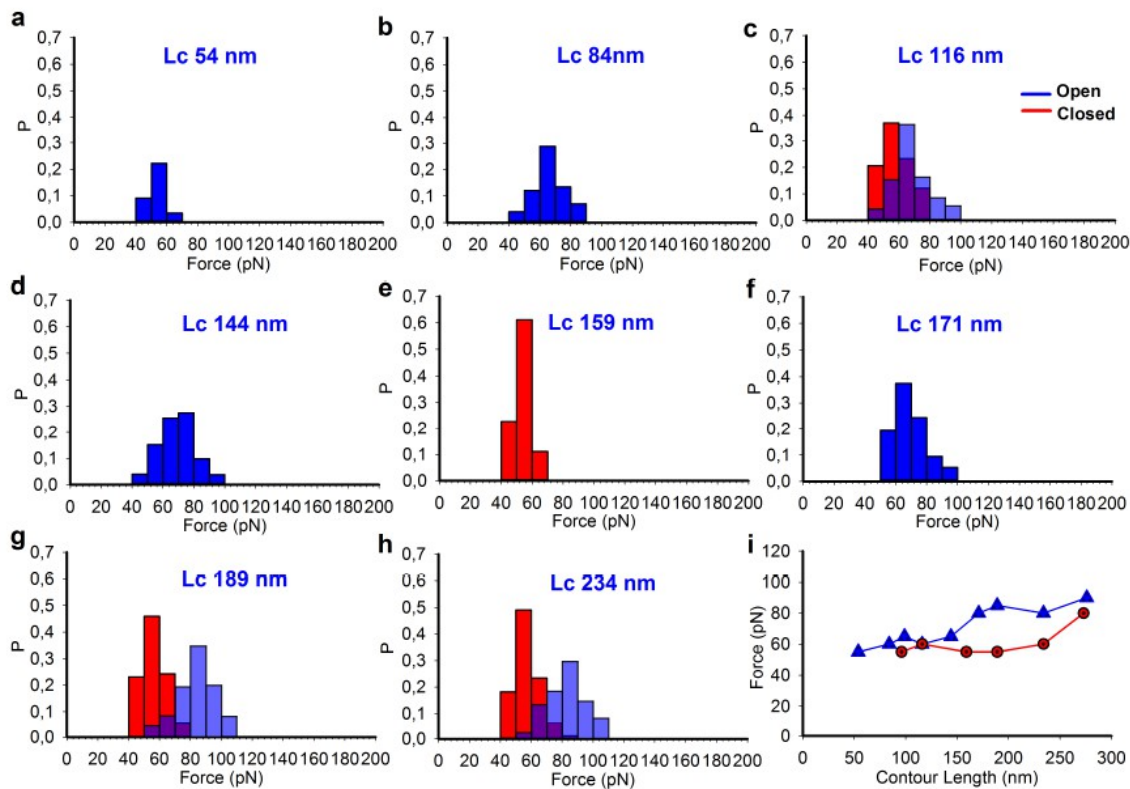 a
Lc 54 nm
P
0,7
0,6
0,5
0,4
0,3
0,2
0,1
0,0
0 20 40 60 80 100 120 140 160 180 200
Force (pN)
b
Lc 84nm
P
0,7
0,6
0,5
0,4
0,3
0,2
0,1
0,0
0 20 40 60 80 100 120 140 160 180 200
Force (pN)
c
Lc 116 nm
Open
Closed
P
0,7
0,6
0,5
0,4
0,3
0,2
0,1
0,0
0 20 40 60 80 100 120 140 160 180 200
Force (pN)
d
Lc 144 nm
P
0,7
0,6
0,5
0,4
0,3
0,2
0,1
0,0
0 20 40 60 80 100 120 140 160 180 200
Force (pN)
e
Lc 159 nm
P
0,7
0,6
0,5
0,4
0,3
0,2
0,1
0,0
0 20 40 60 80 100 120 140 160 180 200
Force (pN)
f
Lc 171 nm
P
0,7
0,6
0,5
0,4
0,3
0,2
0,1
0,0
0 20 40 60 80 100 120 140 160 180 200
Force (pN)
g
Lc 189 nm
P
0,7
0,6
0,5
0,4
0,3
0,2
0,1
0,0
0 20 40 60 80 100 120 140 160 180 200
Force (pN)
h
Lc 234 nm
P
0,7
0,6
0,5
0,4
0,3
0,2
0,1
0,0
0 20 40 60 80 100 120 140 160 180 200
Force (pN)
i
Force (pN)
120
100
80
60
40
20
0
50 100 150 200 250 300
Contour Length (nm)